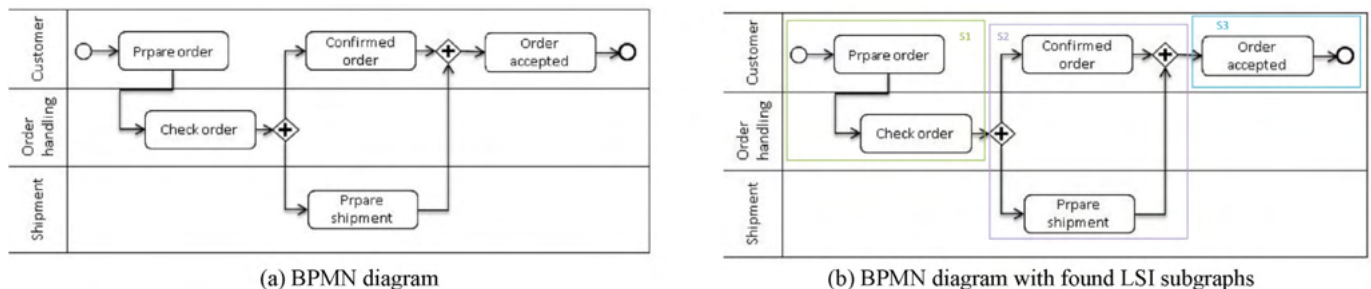 Customer
Prpare order
Confirmed
order
Order
accepted
Order
handling
Check order
Shipment
Prpare
shipment
(a) BPMN diagram
Customer
S1
Prpare order
S2
Confirmed
order
S3
Order
accepted
Order
handling
Check order
Shipment
Prpare
shipment
(b) BPMN diagram with found LSI subgraphs